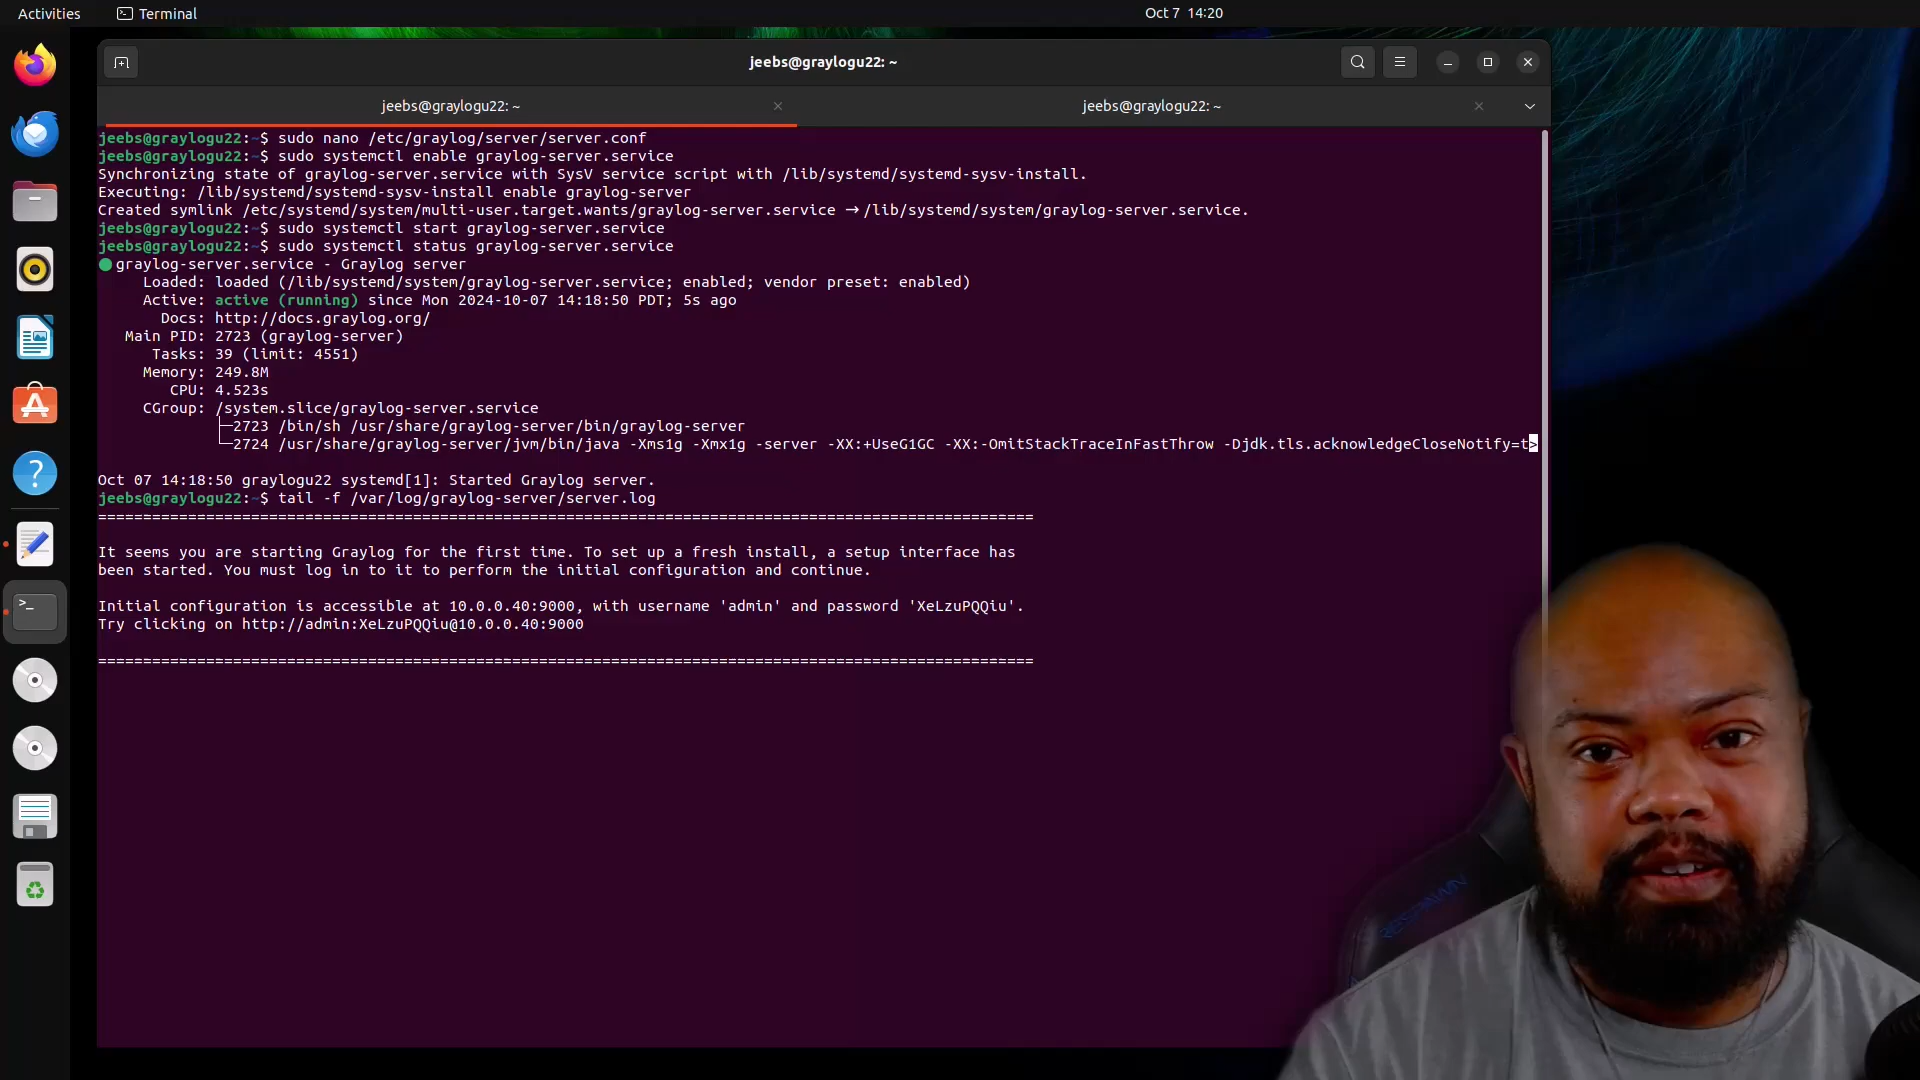 Activities
Terminal
Oct 7 14:20
jeebs@graylogu22: ~
jeebs@graylogu22: ~
jeebs@graylogu22: ~
jeebs@graylogu22:~$ sudo nano /etc/graylog/server/server.conf
jeebs@graylogu22:~$ sudo systemctl enable graylog-server.service
Synchronizing state of graylog-server.service with SysV service script with /lib/systemd/systemd-sysv-install.
Executing: /lib/systemd/systemd-sysv-install enable graylog-server
Created symlink /etc/systemd/system/multi-user.target.wants/graylog-server.service → /lib/systemd/system/graylog-server.service.
jeebs@graylogu22:~$ sudo systemctl start graylog-server.service
jeebs@graylogu22:~$ sudo systemctl status graylog-server.service
● graylog-server.service - Graylog server
Loaded: loaded (/lib/systemd/system/graylog-server.service; enabled; vendor preset: enabled)
Active: active (running) since Mon 2024-10-07 14:18:50 PDT; 5s ago
Docs: http://docs.graylog.org/
Main PID: 2723 (graylog-server)
Tasks: 39 (limit: 4551)
Memory: 249.8M
CPU: 4.523s
CGroup: /system.slice/graylog-server.service
├─2723 /bin/sh /usr/share/graylog-server/bin/graylog-server
└─2724 /usr/share/graylog-server/jvm/bin/java -Xms1g -Xmx1g -server -XX:+UseG1GC -XX:-OmitStackTraceInFastThrow -Djdk.tls.acknowledgeCloseNotify=t>
Oct 07 14:18:50 graylogu22 systemd[1]: Started Graylog server.
jeebs@graylogu22:~$ tail -f /var/log/graylog-server/server.log
========================================================================================================
It seems you are starting Graylog for the first time. To set up a fresh install, a setup interface has
been started. You must log in to it to perform the initial configuration and continue.
Initial configuration is accessible at 10.0.0.40:9000, with username 'admin' and password 'XeLzuPQQiu'.
Try clicking on http://admin:XeLzuPQQiu@10.0.0.40:9000
========================================================================================================
RESPAWN